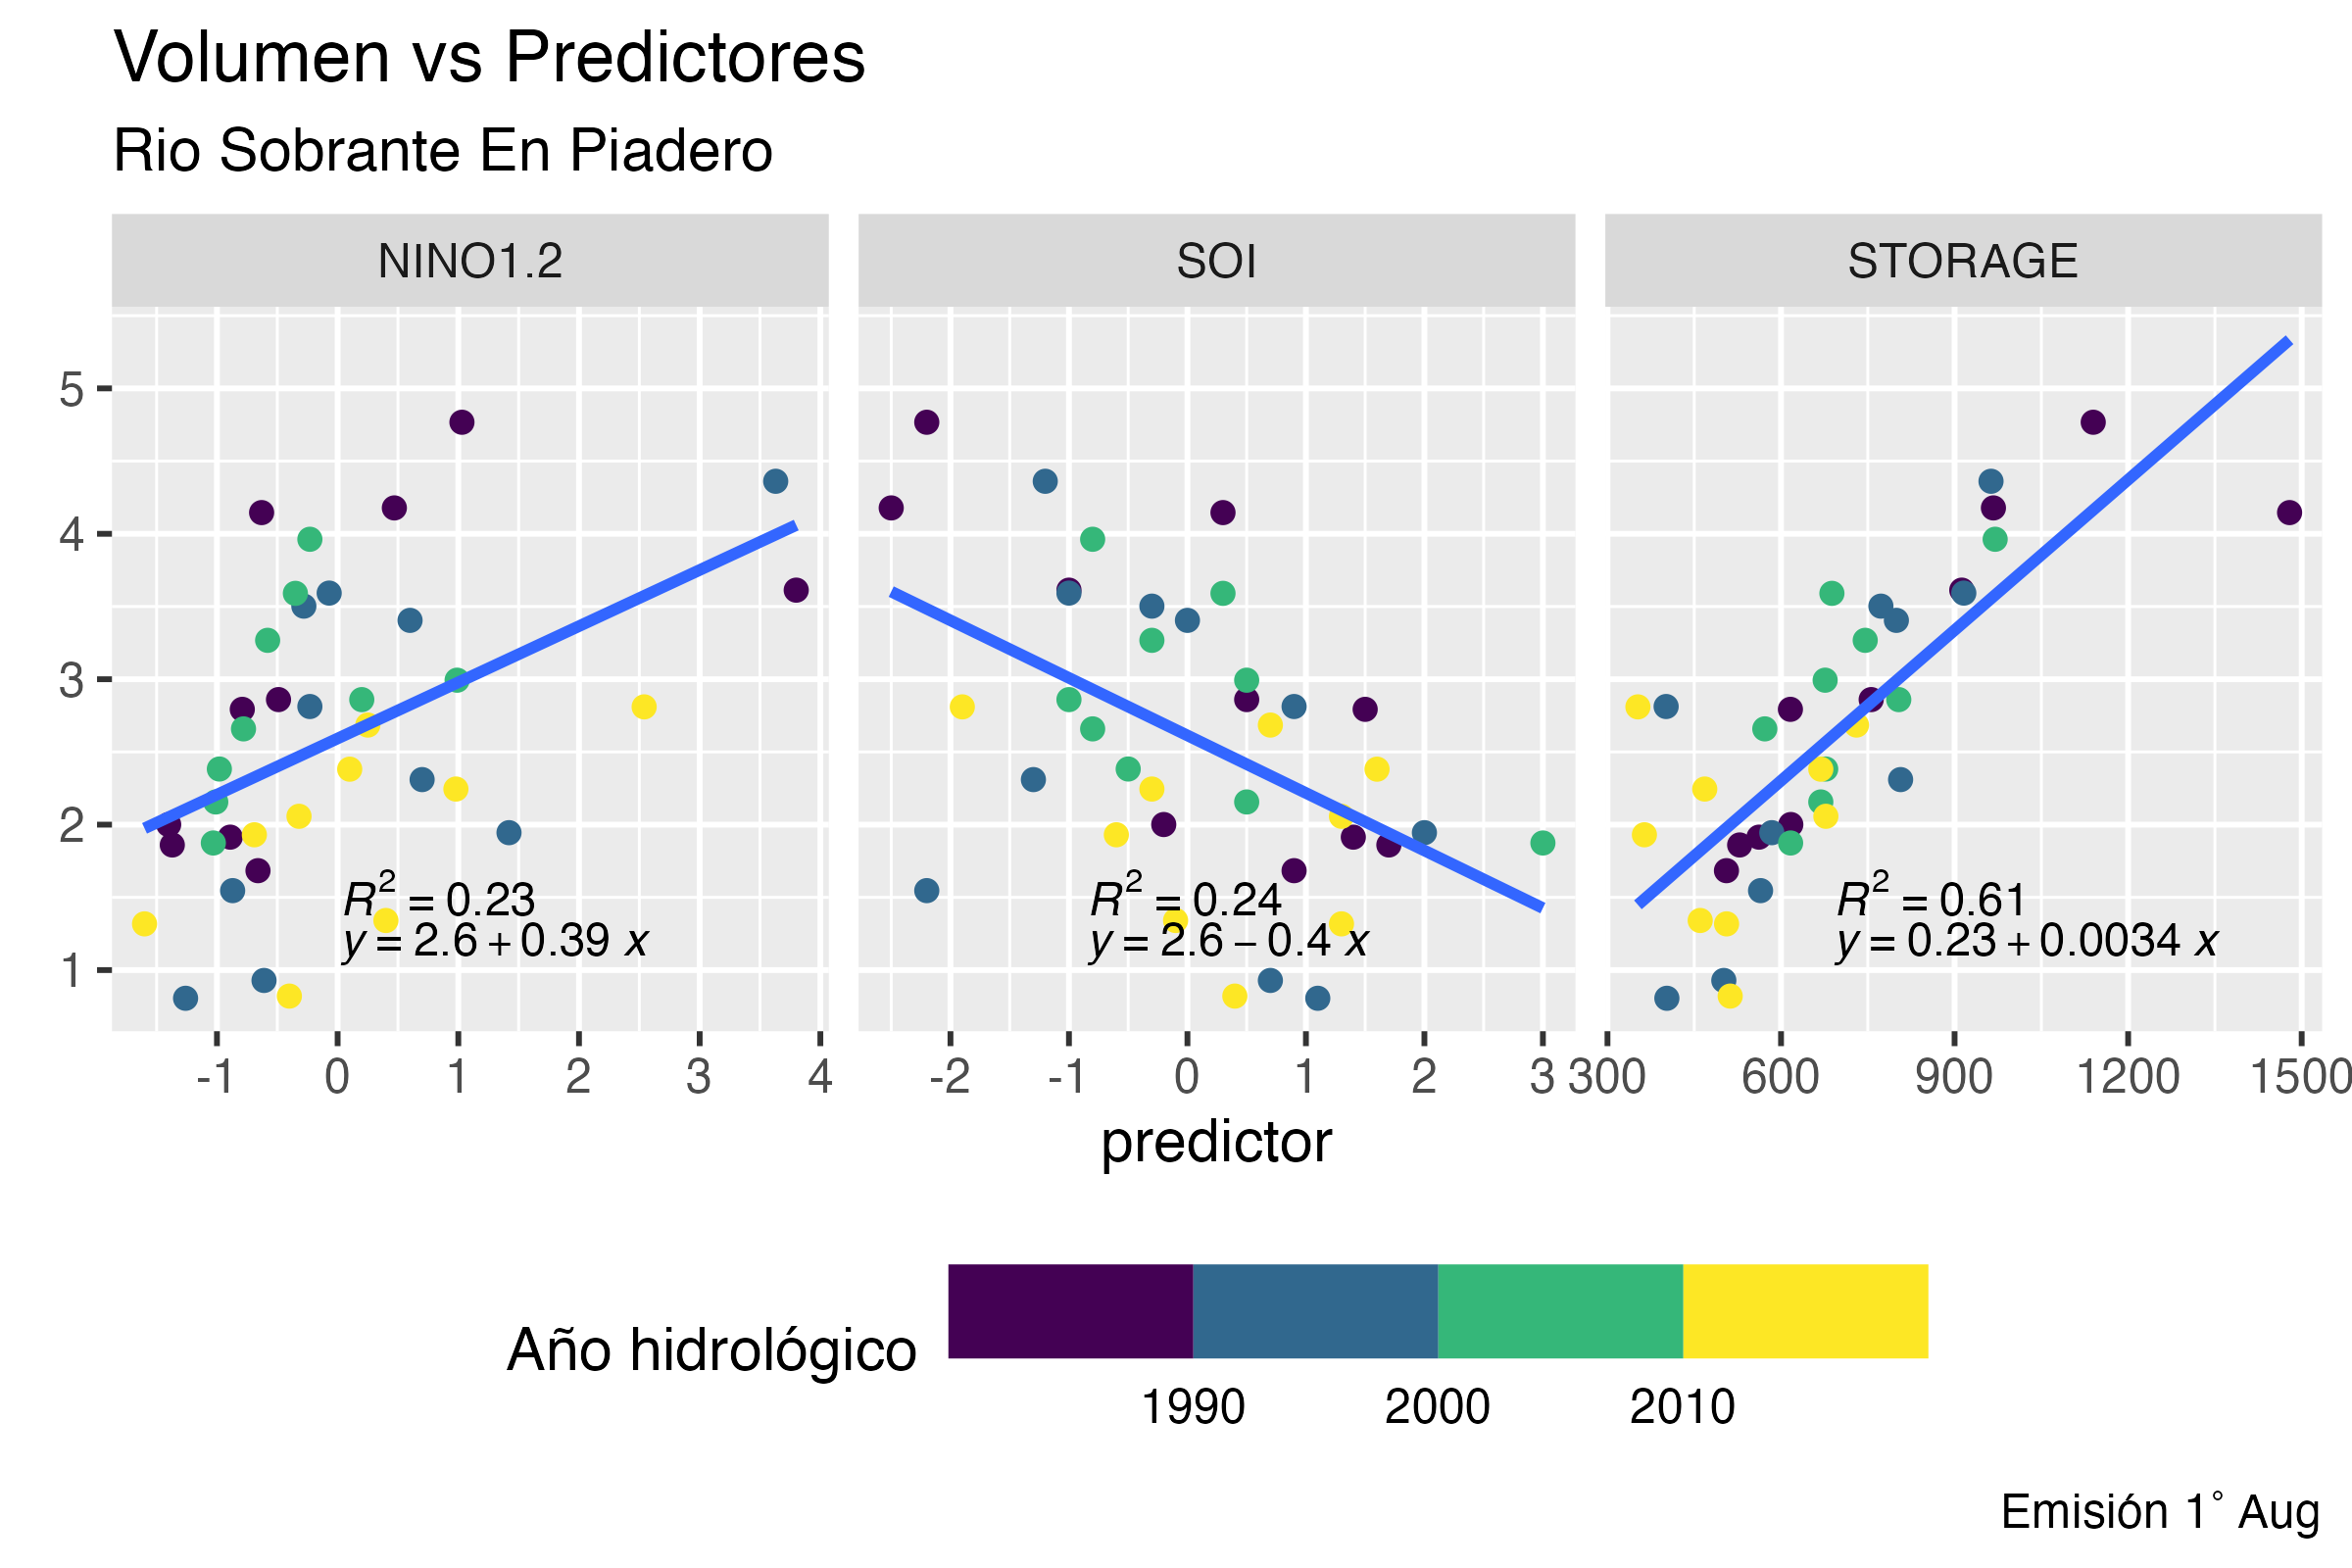 Volumen vs Predictores
Rio Sobrante En Piadero
NINO1.2 SOI STORAGE
5
4
3
2
1
R² = 0.23
y = 2.6 + 0.39 x
R² = 0.24
y = 2.6 − 0.4 x
R² = 0.61
y = 0.23 + 0.0034 x
-1 0 1 2 3 4 -2 -1 0 1 2 3 300 600 900 1200 1500
predictor
Año hidrológico
1990 2000 2010
Emisión 1° Aug